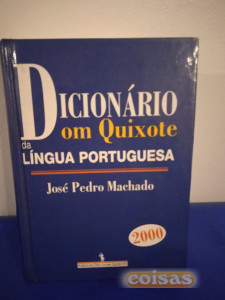 DICIONÁRIO
Dom Quixote
da
LÍNGUA PORTUGUESA
José Pedro Machado
2000
coisas